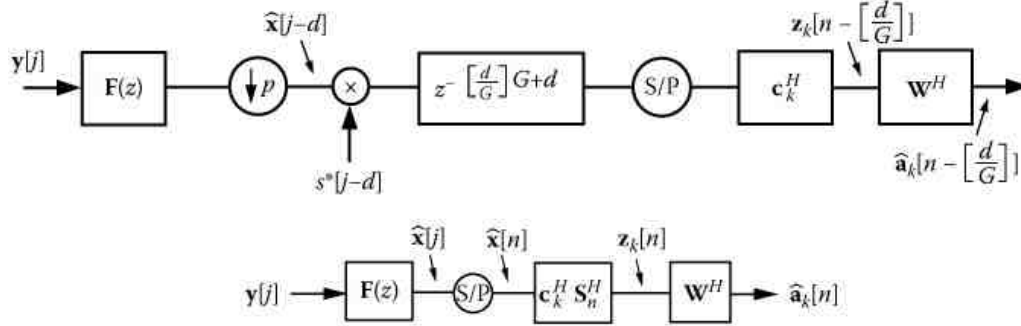 x̂[j–d]
z_k[n – [d/G]]
y[j]
F(z)
↓ p
×
z^– [d/G] G+d
S/P
c_k^H
W^H
s*[j–d]
â_k[n – [d/G]]
x̂[j]
x̂[n]
z_k[n]
y[j]
F(z)
S/P
c_k^H S_n^H
W^H
â_k[n]